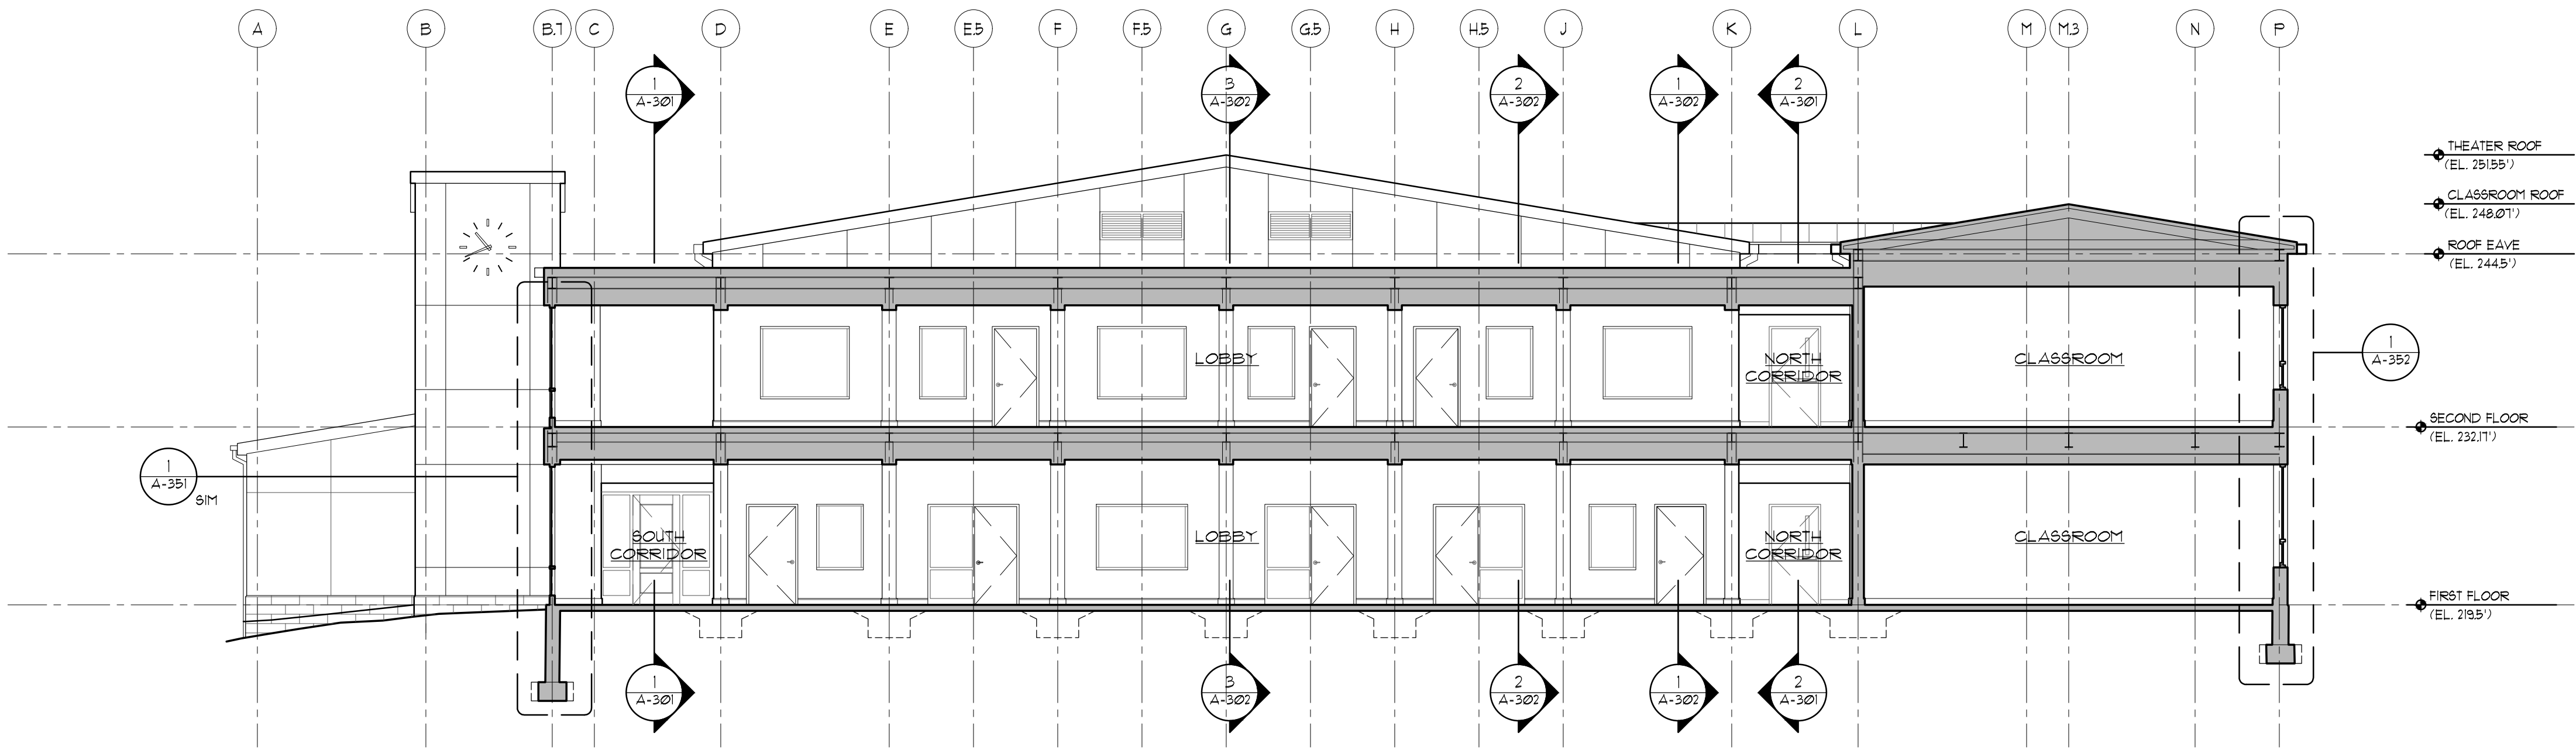 A
B
B.7
C
D
E
E.5
F
F.5
G
G.5
H
H.5
J
K
L
M
M.3
N
P
1
A-301
3
A-302
2
A-302
1
A-302
2
A-301
THEATER ROOF
(EL. 251.55')
CLASSROOM ROOF
(EL. 248.07')
ROOF EAVE
(EL. 244.5')
LOBBY
NORTH
CORRIDOR
CLASSROOM
1
A-352
SECOND FLOOR
(EL. 232.17')
1
A-351
SIM
SOUTH
CORRIDOR
LOBBY
NORTH
CORRIDOR
CLASSROOM
FIRST FLOOR
(EL. 219.5')
1
A-301
3
A-302
2
A-302
1
A-302
2
A-301